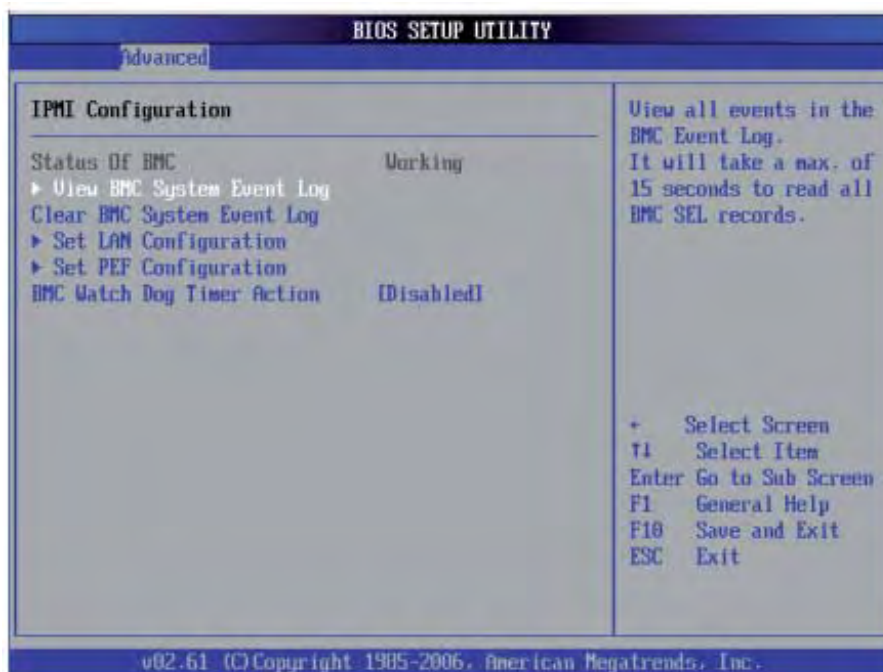 BIOS SETUP UTILITY
Advanced
IPMI Configuration
Status Of BMC Working
▶ View BMC System Event Log
Clear BMC System Event Log
▶ Set LAN Configuration
▶ Set PEF Configuration
BMC Watch Dog Timer Action [Disabled]
View all events in the
BMC Event Log.
It will take a max. of
15 seconds to read all
BMC SEL records.
← Select Screen
↑↓ Select Item
Enter Go to Sub Screen
F1 General Help
F10 Save and Exit
ESC Exit
v02.61 (C)Copyright 1985-2006, American Megatrends, Inc.